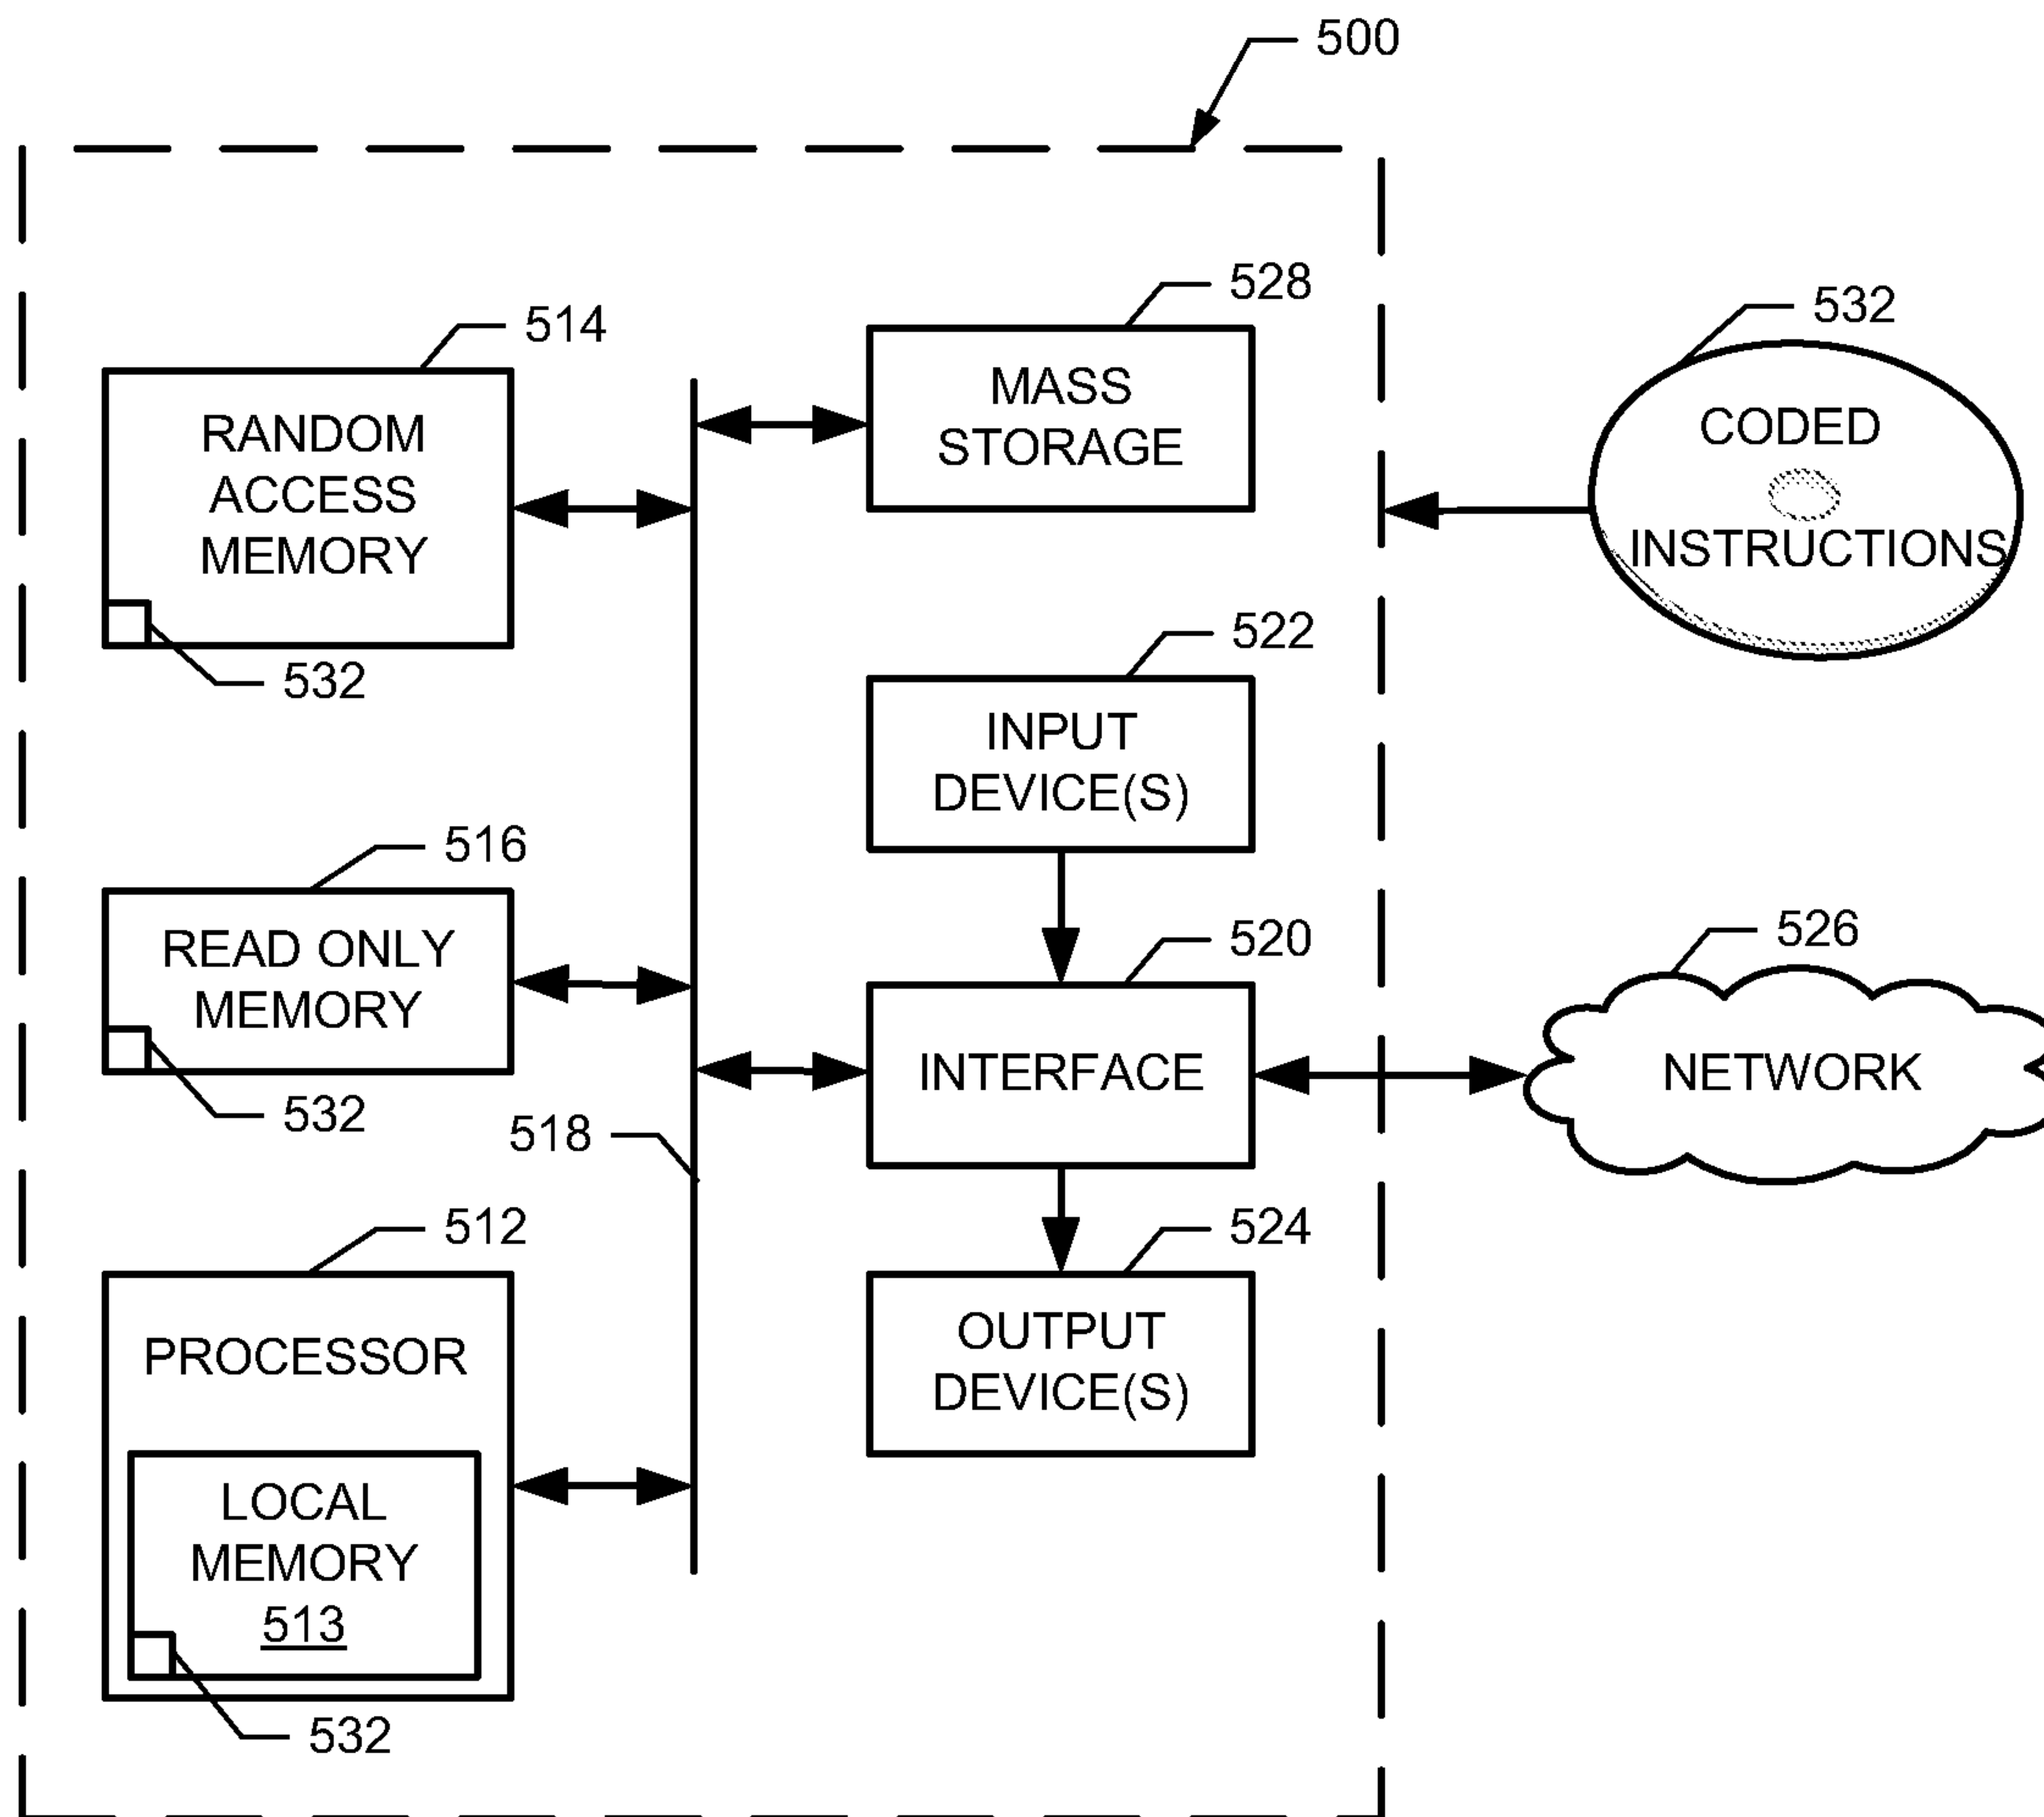 500
528
MASS
STORAGE
514
RANDOM
ACCESS
MEMORY
532
532
CODED
INSTRUCTIONS
522
INPUT
DEVICE(S)
516
READ ONLY
MEMORY
532
518
520
INTERFACE
526
NETWORK
512
PROCESSOR
LOCAL
MEMORY
513
532
524
OUTPUT
DEVICE(S)